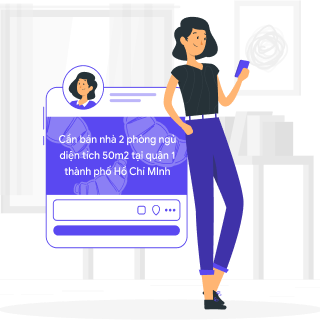 Cần bán nhà 2 phòng ngủ
diện tích 50m2 tại quận 1
thành phố Hồ Chí MInh